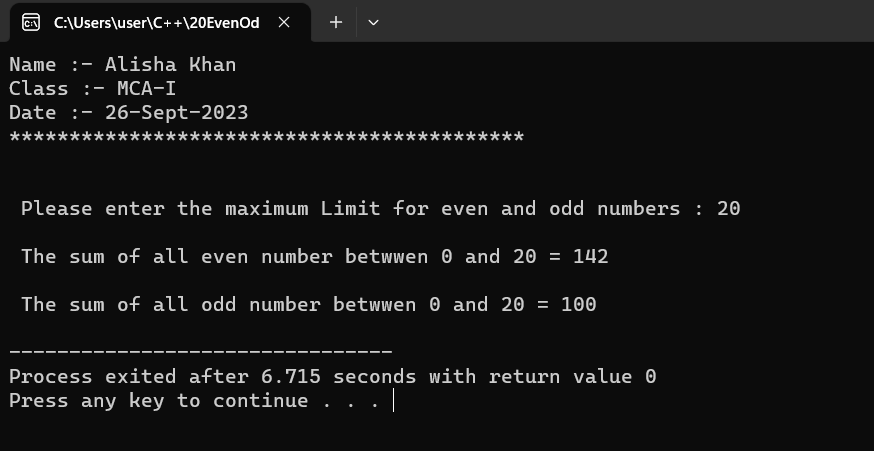 C:\Users\user\C++\20EvenOd
Name :- Alisha Khan
Class :- MCA-I
Date :- 26-Sept-2023
*******************************************
Please enter the maximum Limit for even and odd numbers : 20
The sum of all even number betwwen 0 and 20 = 142
The sum of all odd number betwwen 0 and 20 = 100
--------------------------------
Process exited after 6.715 seconds with return value 0
Press any key to continue . . .